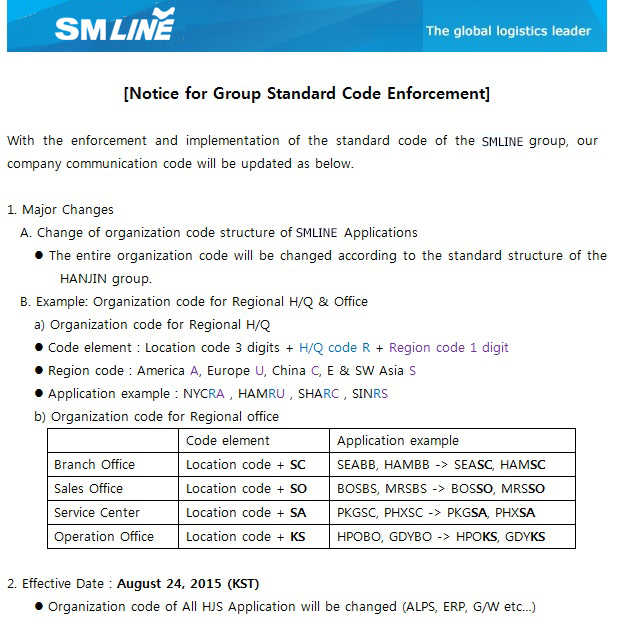 SM LINE
The global logistics leader
[Notice for Group Standard Code Enforcement]
With the enforcement and implementation of the standard code of the SMLINE group, our
company communication code will be updated as below.
1. Major Changes
A. Change of organization code structure of SMLINE Applications
● The entire organization code will be changed according to the standard structure of the
HANJIN group.
B. Example: Organization code for Regional H/Q & Office
a) Organization code for Regional H/Q
● Code element : Location code 3 digits + H/Q code R + Region code 1 digit
● Region code : America A, Europe U, China C, E & SW Asia S
● Application example : NYCRA , HAMRU , SHARC , SINRS
b) Organization code for Regional office
Code element Application example
Branch Office Location code + SC SEABB, HAMBB -> SEASC, HAMSC
Sales Office Location code + SO BOSBS, MRSBS -> BOSSO, MRSSO
Service Center Location code + SA PKGSC, PHXSC -> PKGSA, PHXSA
Operation Office Location code + KS HPOBO, GDYBO -> HPOKS, GDYKS
2. Effective Date : August 24, 2015 (KST)
● Organization code of All HJS Application will be changed (ALPS, ERP, G/W etc...)